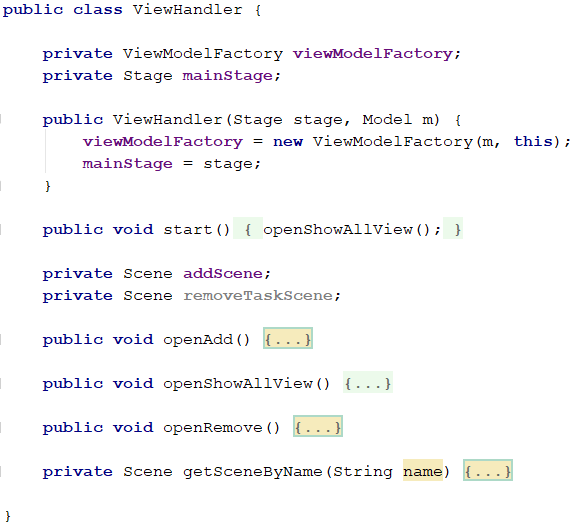 public class ViewHandler {
private ViewModelFactory viewModelFactory;
private Stage mainStage;
public ViewHandler(Stage stage, Model m) {
viewModelFactory = new ViewModelFactory(m, this);
mainStage = stage;
}
public void start() { openShowAllView(); }
private Scene addScene;
private Scene removeTaskScene;
public void openAdd() {...}
public void openShowAllView() {...}
public void openRemove() {...}
private Scene getSceneByName(String name) {...}
}